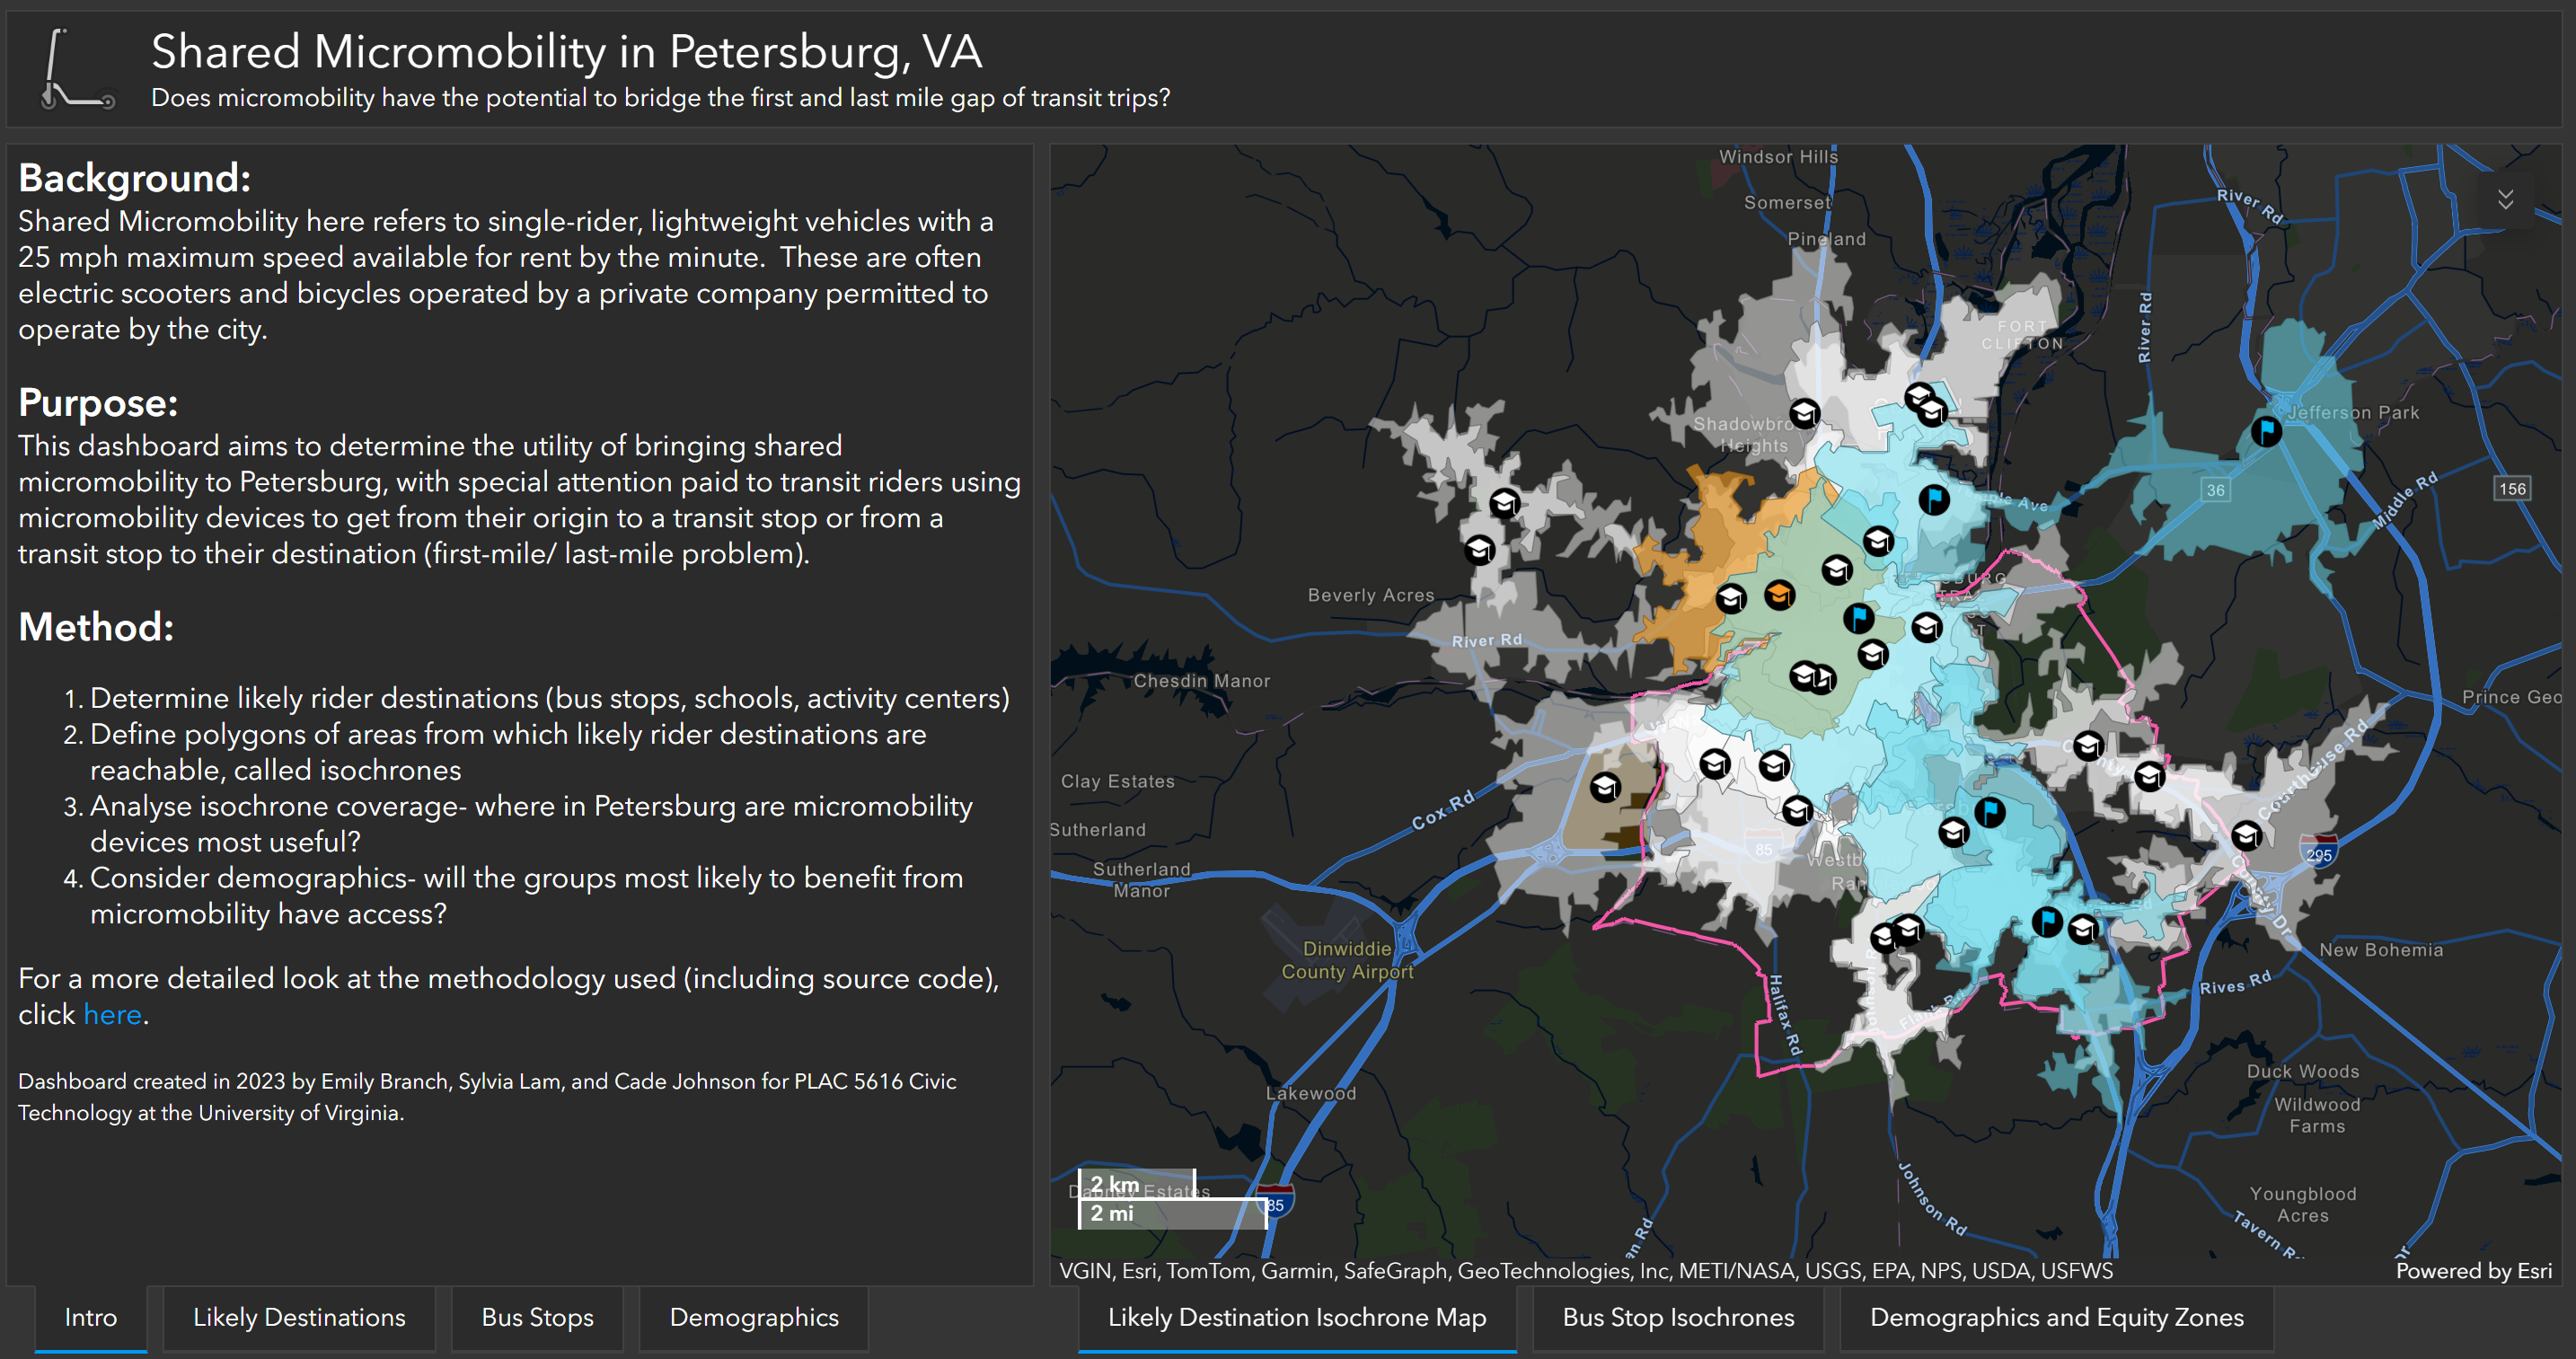 Shared Micromobility in Petersburg, VA
Does micromobility have the potential to bridge the first and last mile gap of transit trips?
Background:
Shared Micromobility here refers to single-rider, lightweight vehicles with a
25 mph maximum speed available for rent by the minute.  These are often
electric scooters and bicycles operated by a private company permitted to
operate by the city.
Purpose:
This dashboard aims to determine the utility of bringing shared
micromobility to Petersburg, with special attention paid to transit riders using
micromobility devices to get from their origin to a transit stop or from a
transit stop to their destination (first-mile/ last-mile problem).
Method:
1. Determine likely rider destinations (bus stops, schools, activity centers)
2. Define polygons of areas from which likely rider destinations are
reachable, called isochrones
3. Analyse isochrone coverage- where in Petersburg are micromobility
devices most useful?
4. Consider demographics- will the groups most likely to benefit from
micromobility have access?
For a more detailed look at the methodology used (including source code),
click here.
Dashboard created in 2023 by Emily Branch, Sylvia Lam, and Cade Johnson for PLAC 5616 Civic
Technology at the University of Virginia.
Windsor Hills
Somerset
Pineland
River Rd
River Rd
FORT
CLIFTON
Jefferson Park
Heights
36
156
Middle Rd
Beverly Acres
River Rd
Chesdin Manor
Prince Geo
Clay Estates
Cox Rd
Courthouse Rd
Sutherland
85
295
Sutherland
Manor
County Dr
Dinwiddie
County Airport
New Bohemia
Rives Rd
Halifax Rd
Duck Woods
Lakewood
Wildwood
Farms
Johnson Rd
Youngblood
Acres
2 km
85
2 mi
VGIN, Esri, TomTom, Garmin, SafeGraph, GeoTechnologies, Inc, METI/NASA, USGS, EPA, NPS, USDA, USFWS
Powered by Esri
Intro
Likely Destinations
Bus Stops
Demographics
Likely Destination Isochrone Map
Bus Stop Isochrones
Demographics and Equity Zones